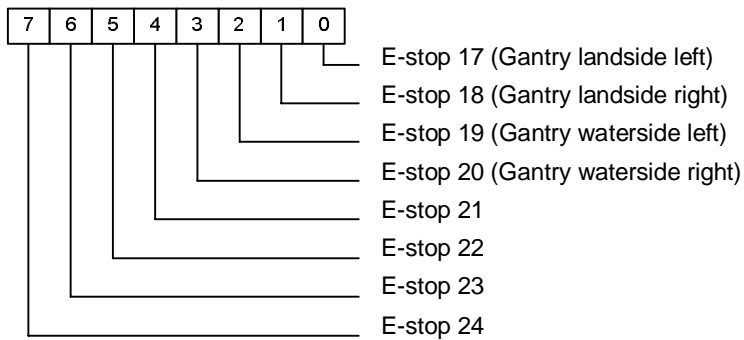 7 6 5 4 3 2 1 0
E-stop 17 (Gantry landside left)
E-stop 18 (Gantry landside right)
E-stop 19 (Gantry waterside left)
E-stop 20 (Gantry waterside right)
E-stop 21
E-stop 22
E-stop 23
E-stop 24